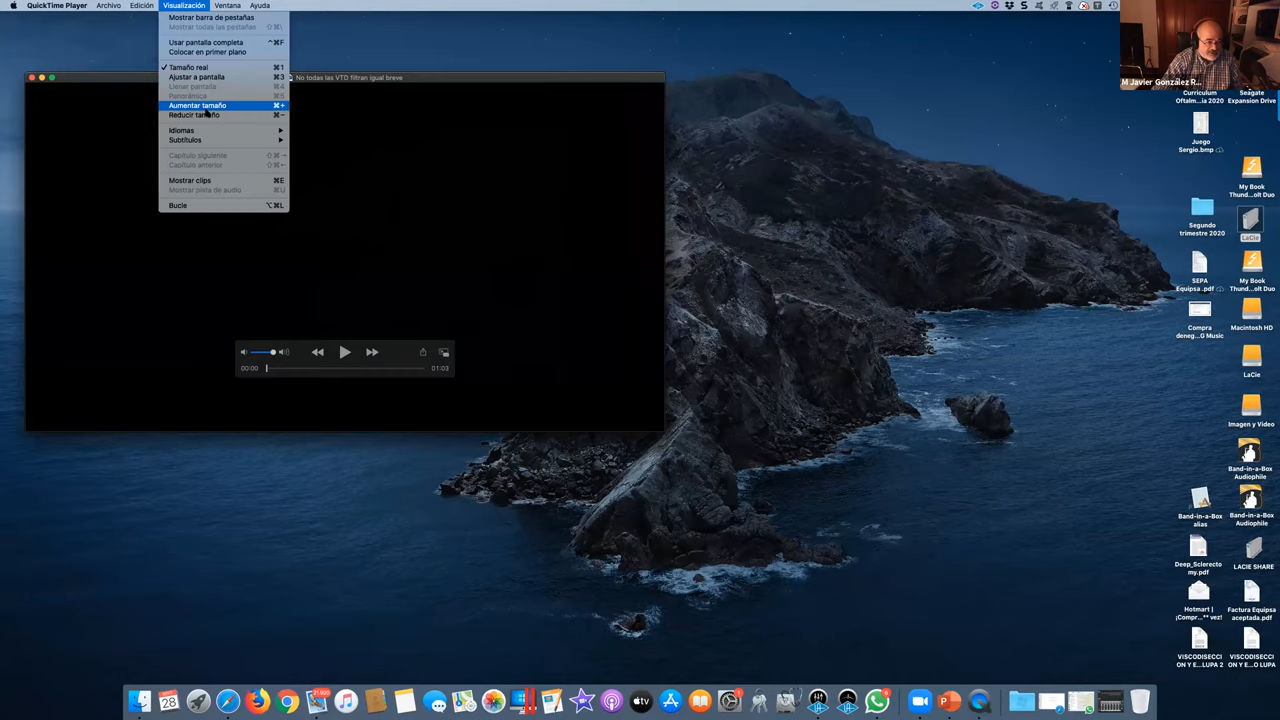 QuickTime Player Archivo Edición Visualización Ventana Ayuda
Mostrar barra de pestañas
Mostrar todas las pestañas ⇧⌘\
Usar pantalla completa ^⌘F
Colocar en primer plano
✓ Tamaño real ⌘1
Ajustar a pantalla ⌘3
Llenar pantalla ⌘4
Panorámica ⌘5
Aumentar tamaño ⌘+
Reducir tamaño ⌘−
Idiomas
Subtítulos
Capítulo siguiente ⇧⌘→
Capítulo anterior ⇧⌘←
Mostrar clips ⌘E
Mostrar pista de audio ⌘U
Bucle ⌥⌘L
No todas las VTD filtran igual breve
00:00
01:03
M Javier González R...
Curriculum
Oftalm...ia 2020
Seagate
Expansion Drive
Juego
Sergio.bmp
My Book
Thund...olt Duo
Segundo
trimestre 2020
LaCie
SEPA
Equipsa..pdf
My Book
Thund...olt Duo
Compra
deneg...G Music
Macintosh HD
LaCie
Imagen y Video
Band-in-a-Box
Audiophile
Band-in-a-Box
alias
Band-in-a-Box
Audiophile
Deep_Sclerecto
my.pdf
LACIE SHARE
Hotmart |
¡Compr...** vez!
Factura Equipsa
aceptada.pdf
VISCODISECCI
ON Y E...O LUPA 2
VISCODISECCI
ON Y E...O LUPA
28